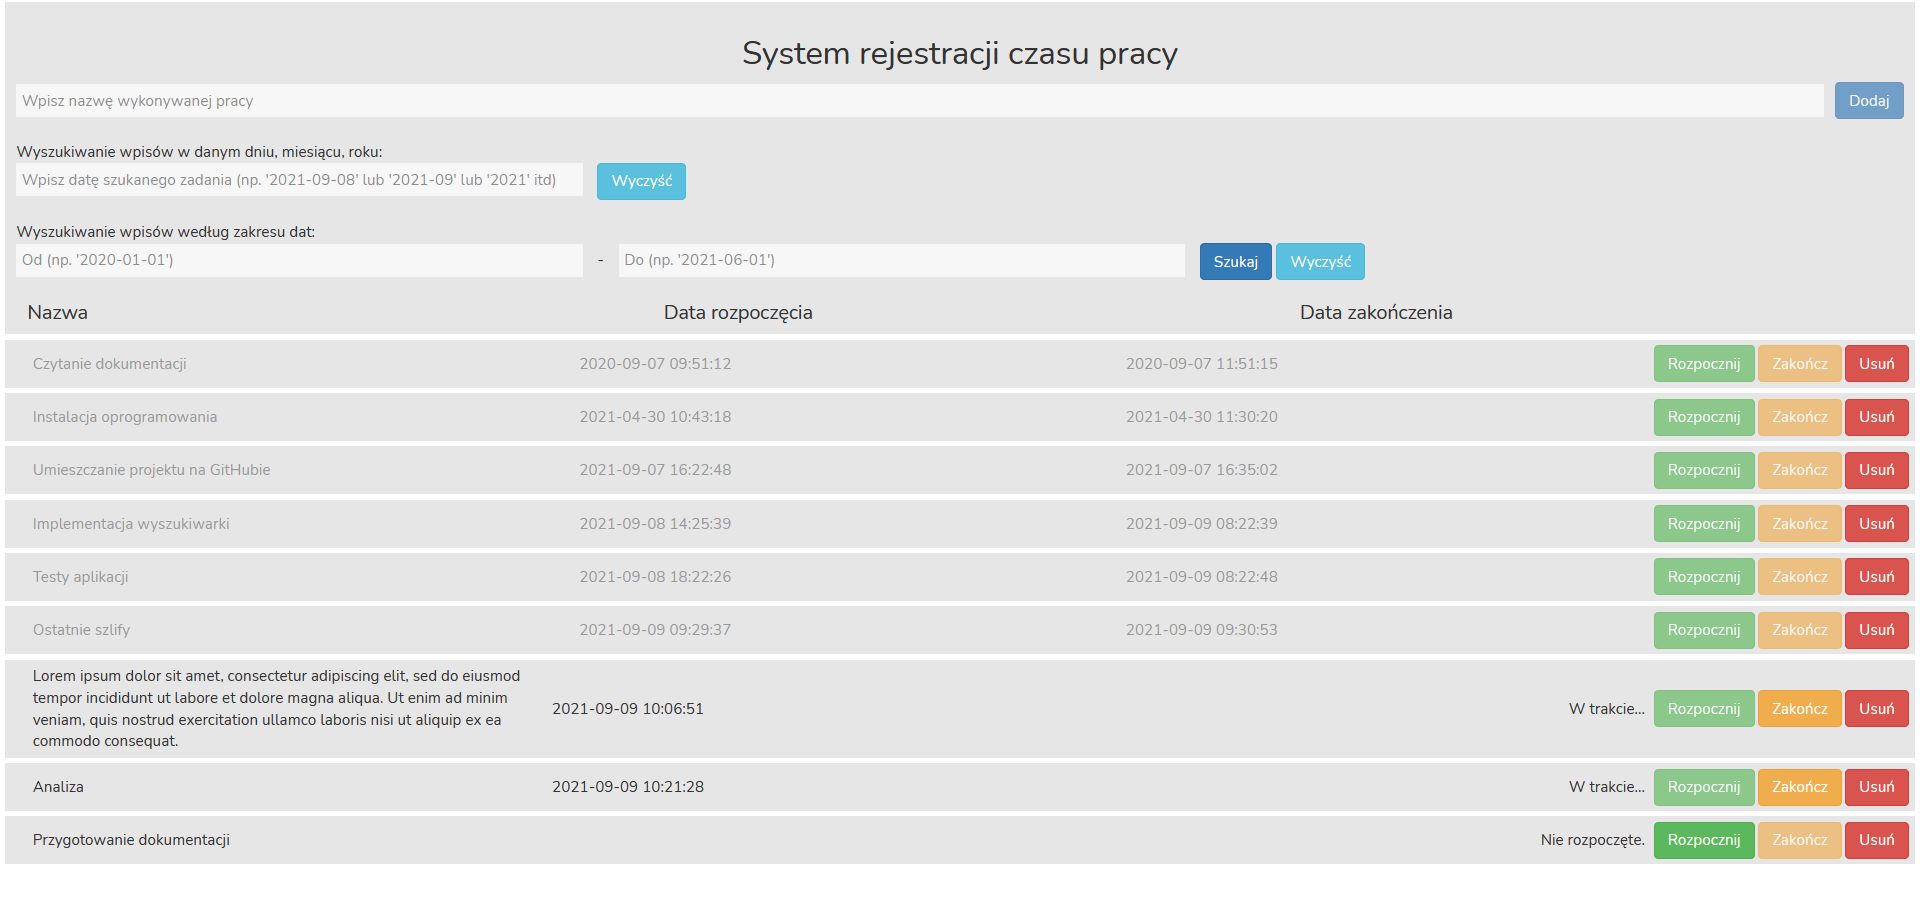 System rejestracji czasu pracy
Wpisz nazwę wykonywanej pracy Dodaj
Wyszukiwanie wpisów w danym dniu, miesiącu, roku:
Wpisz datę szukanego zadania (np. '2021-09-08' lub '2021-09' lub '2021' itd) Wyczyść
Wyszukiwanie wpisów według zakresu dat:
Od (np. '2020-01-01') - Do (np. '2021-06-01') Szukaj Wyczyść
Nazwa Data rozpoczęcia Data zakończenia
Czytanie dokumentacji 2020-09-07 09:51:12 2020-09-07 11:51:15 Rozpocznij Zakończ Usuń
Instalacja oprogramowania 2021-04-30 10:43:18 2021-04-30 11:30:20 Rozpocznij Zakończ Usuń
Umieszczanie projektu na GitHubie 2021-09-07 16:22:48 2021-09-07 16:35:02 Rozpocznij Zakończ Usuń
Implementacja wyszukiwarki 2021-09-08 14:25:39 2021-09-09 08:22:39 Rozpocznij Zakończ Usuń
Testy aplikacji 2021-09-08 18:22:26 2021-09-09 08:22:48 Rozpocznij Zakończ Usuń
Ostatnie szlify 2021-09-09 09:29:37 2021-09-09 09:30:53 Rozpocznij Zakończ Usuń
Lorem ipsum dolor sit amet, consectetur adipiscing elit, sed do eiusmod
tempor incididunt ut labore et dolore magna aliqua. Ut enim ad minim
veniam, quis nostrud exercitation ullamco laboris nisi ut aliquip ex ea
commodo consequat.
2021-09-09 10:06:51 W trakcie... Rozpocznij Zakończ Usuń
Analiza 2021-09-09 10:21:28 W trakcie... Rozpocznij Zakończ Usuń
Przygotowanie dokumentacji Nie rozpoczęte. Rozpocznij Zakończ Usuń